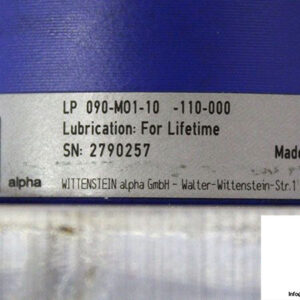 LP 090-M01-10 -110-000
Lubrication: For Lifetime
SN: 2790257
Made
alpha
WITTENSTEIN alpha GmbH - Walter-Wittenstein-Str.1